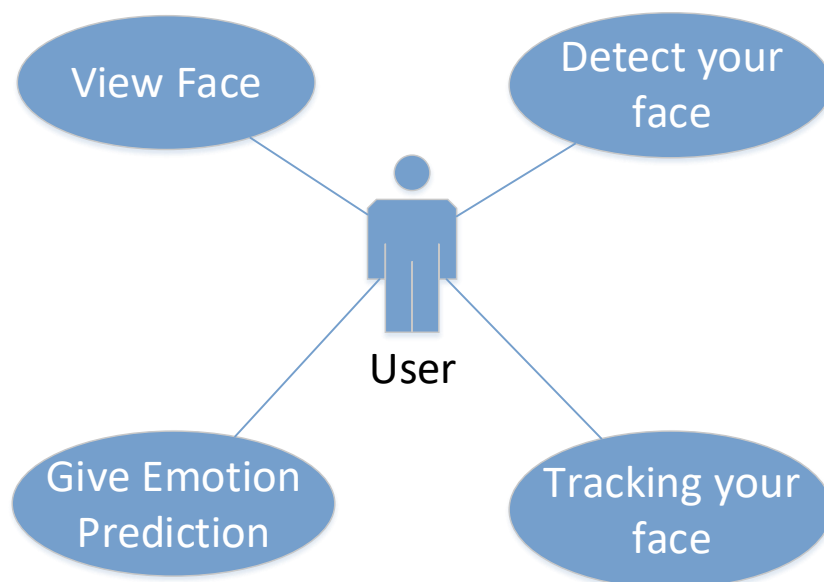 View Face
Detect your
face
User
Give Emotion
Prediction
Tracking your
face